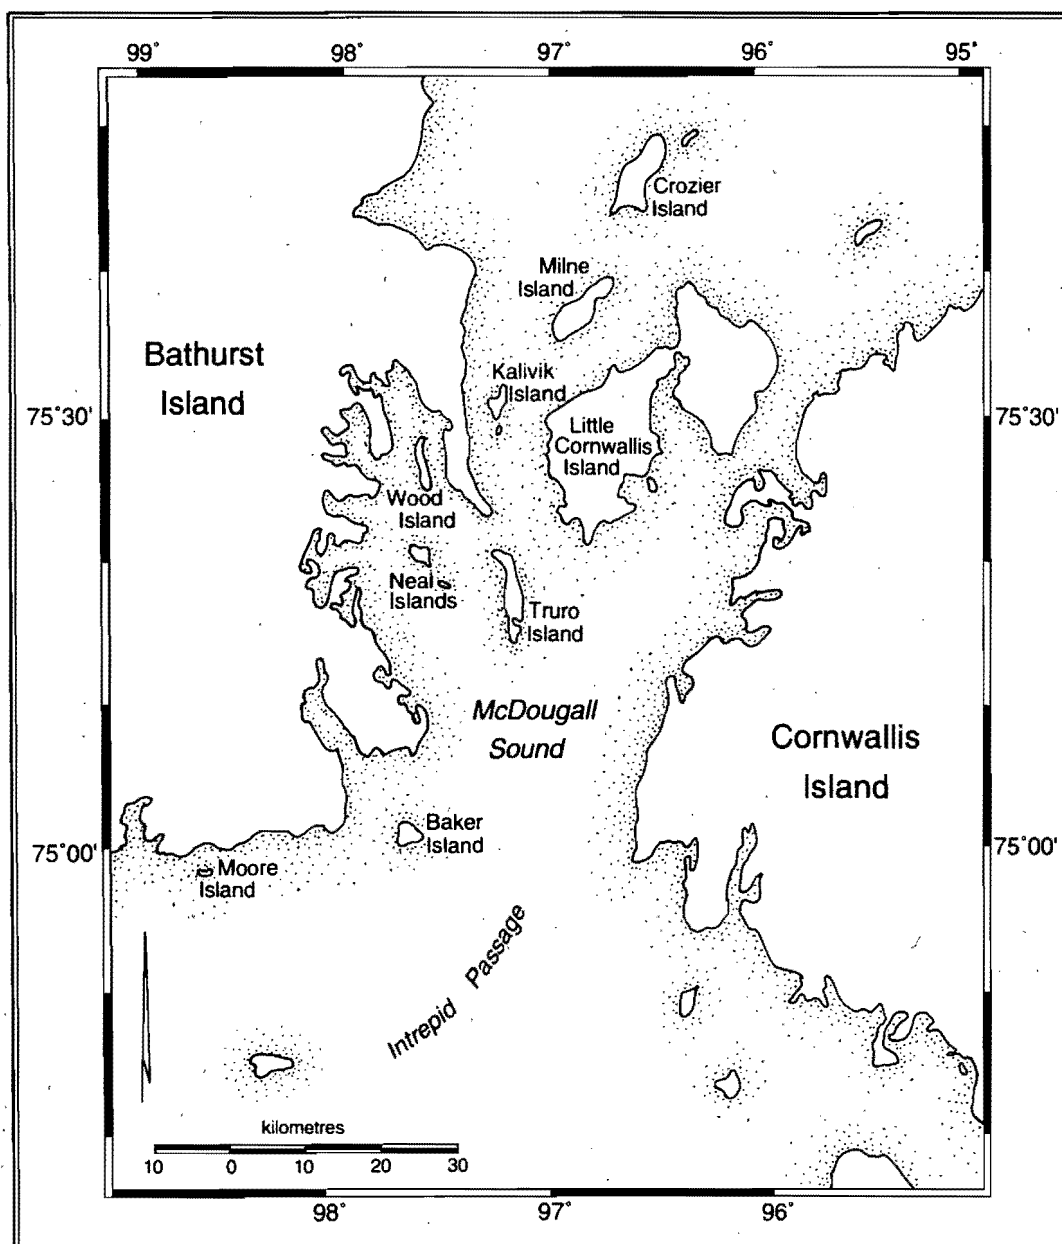 99° 98° 97° 96° 95°
Crozier
Island
Milne
Island
Bathurst
Island
Kalivik
Island
75°30' 75°30'
Little
Cornwallis
Island
Wood
Island
Neal
Islands
Truro
Island
McDougall
Sound
Cornwallis
Island
Baker
Island
75°00' 75°00'
Moore
Island
Intrepid Passage
kilometres
10 0 10 20 30
98° 97° 96°